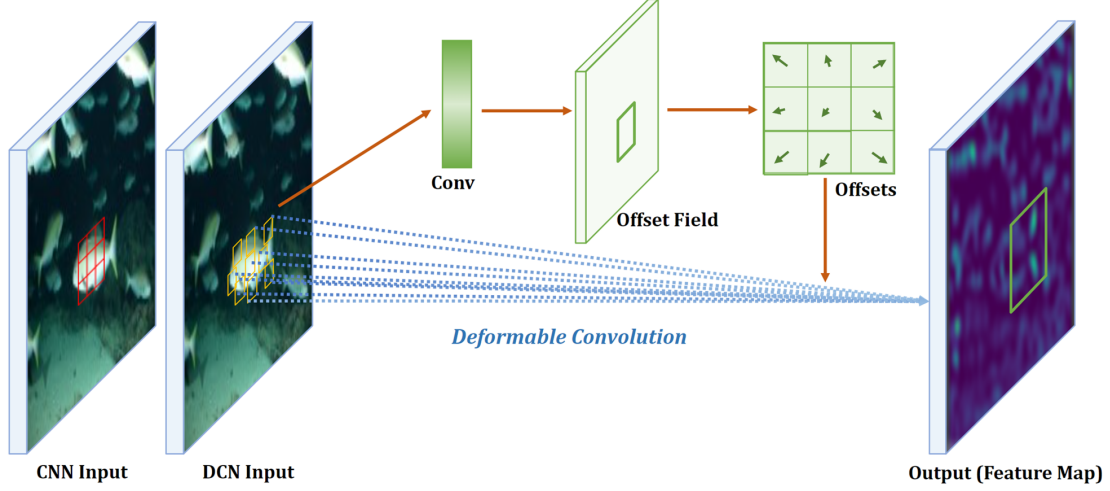 Conv
Offset Field
Offsets
Deformable Convolution
CNN Input
DCN Input
Output (Feature Map)